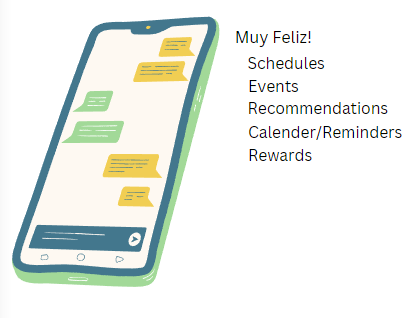 Muy Feliz!
Schedules
Events
Recommendations
Calender/Reminders
Rewards